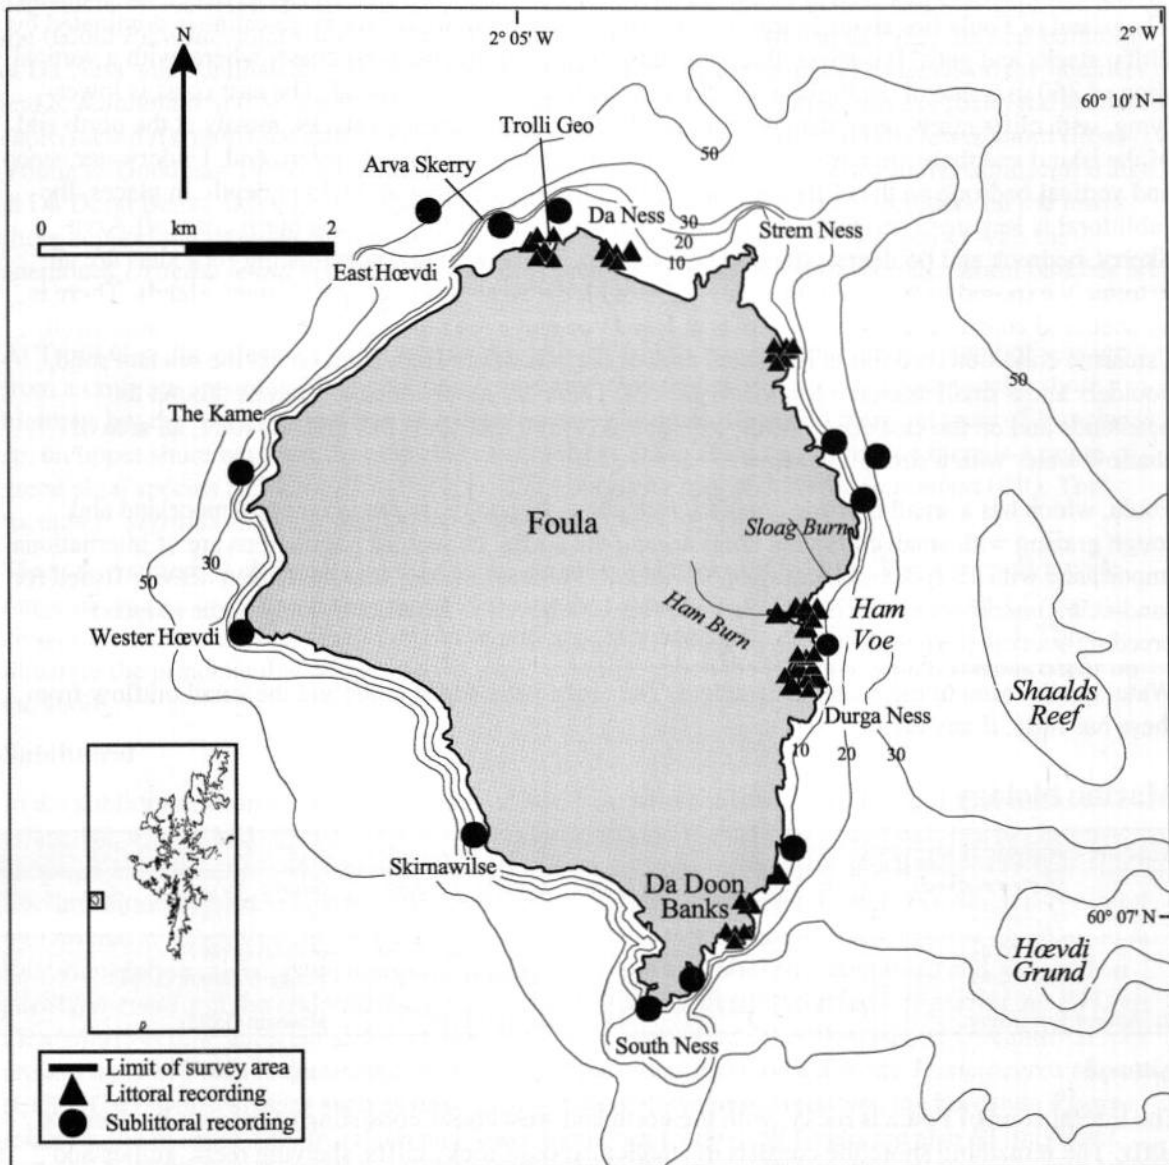 2° 05' W
2° W
N
60° 10' N
50
Trolli Geo
Arva Skerry
0 km 2
Da Ness
30
20
10
Strem Ness
East Hœvdi
50
The Kame
Foula
Sloag Burn
30
50
Ham Burn
Ham
Voe
Wester Hœvdi
Shaalds
Reef
Durga Ness
10 20 30
Skirnawilse
Da Doon
Banks
60° 07' N
Hœvdi
Grund
South Ness
Limit of survey area
Littoral recording
Sublittoral recording